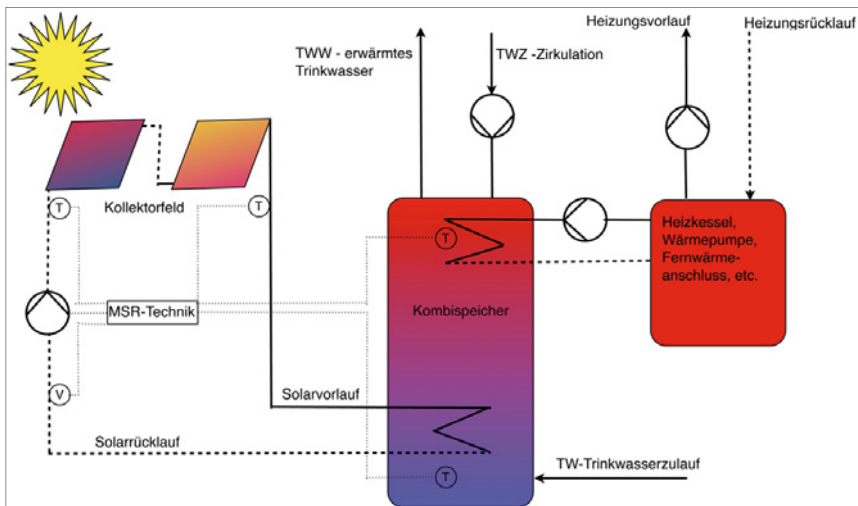 Heizungsvorlauf
Heizungsrücklauf
TWW - erwärmtes
Trinkwasser
TWZ -Zirkulation
T
Kollektorfeld
T
T
Heizkessel,
Wärmepumpe,
Fernwärme-
anschluss, etc.
MSR-Technik
Kombispeicher
V
Solarvorlauf
Solarrücklauf
T
TW-Trinkwasserzulauf